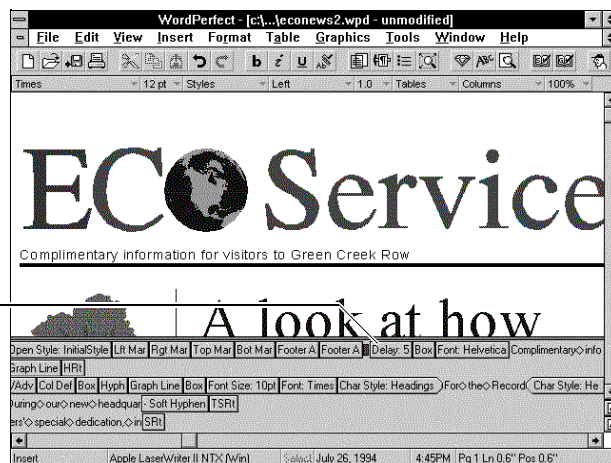 WordPerfect - [c:\...\econews2.wpd - unmodified]
File Edit View Insert Format Table Graphics Tools Window Help
b i u ABC
Times 12 pt Styles Left 1.0 Tables Columns 100%
ECO Service
Complimentary information for visitors to Green Creek Row
A look at how
Open Style: InitialStyle Lft Mar Rgt Mar Top Mar Bot Mar Footer A Footer A Delay: 5 Box Font: Helvetica Complimentary◇info
Graph Line HRt
/Adv Col Def Box Hyph Graph Line Box Font Size: 10pt Font: Times Char Style: Headings For◇the◇Record Char Style: He
During◇our◇new◇headquar - Soft Hyphen TSRt
ers'◇special◇dedication,◇in SRt
Insert Apple LaserWriter II NTX (Win) Select July 26, 1994 4:45PM Pg 1 Ln 0.6" Pos 0.6"